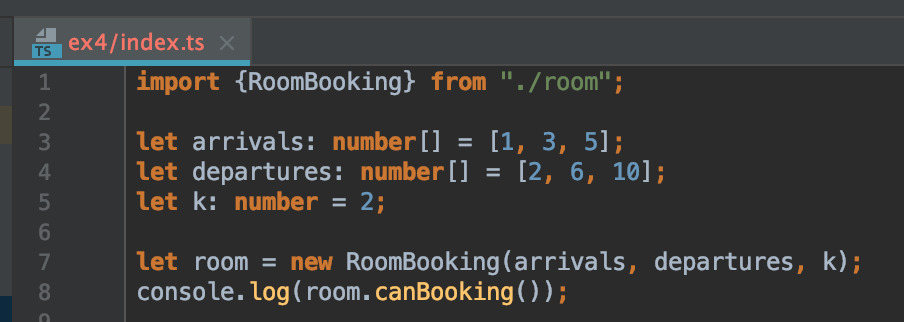 TS ex4/index.ts ×
1 import {RoomBooking} from "./room";
2
3 let arrivals: number[] = [1, 3, 5];
4 let departures: number[] = [2, 6, 10];
5 let k: number = 2;
6
7 let room = new RoomBooking(arrivals, departures, k);
8 console.log(room.canBooking());
9